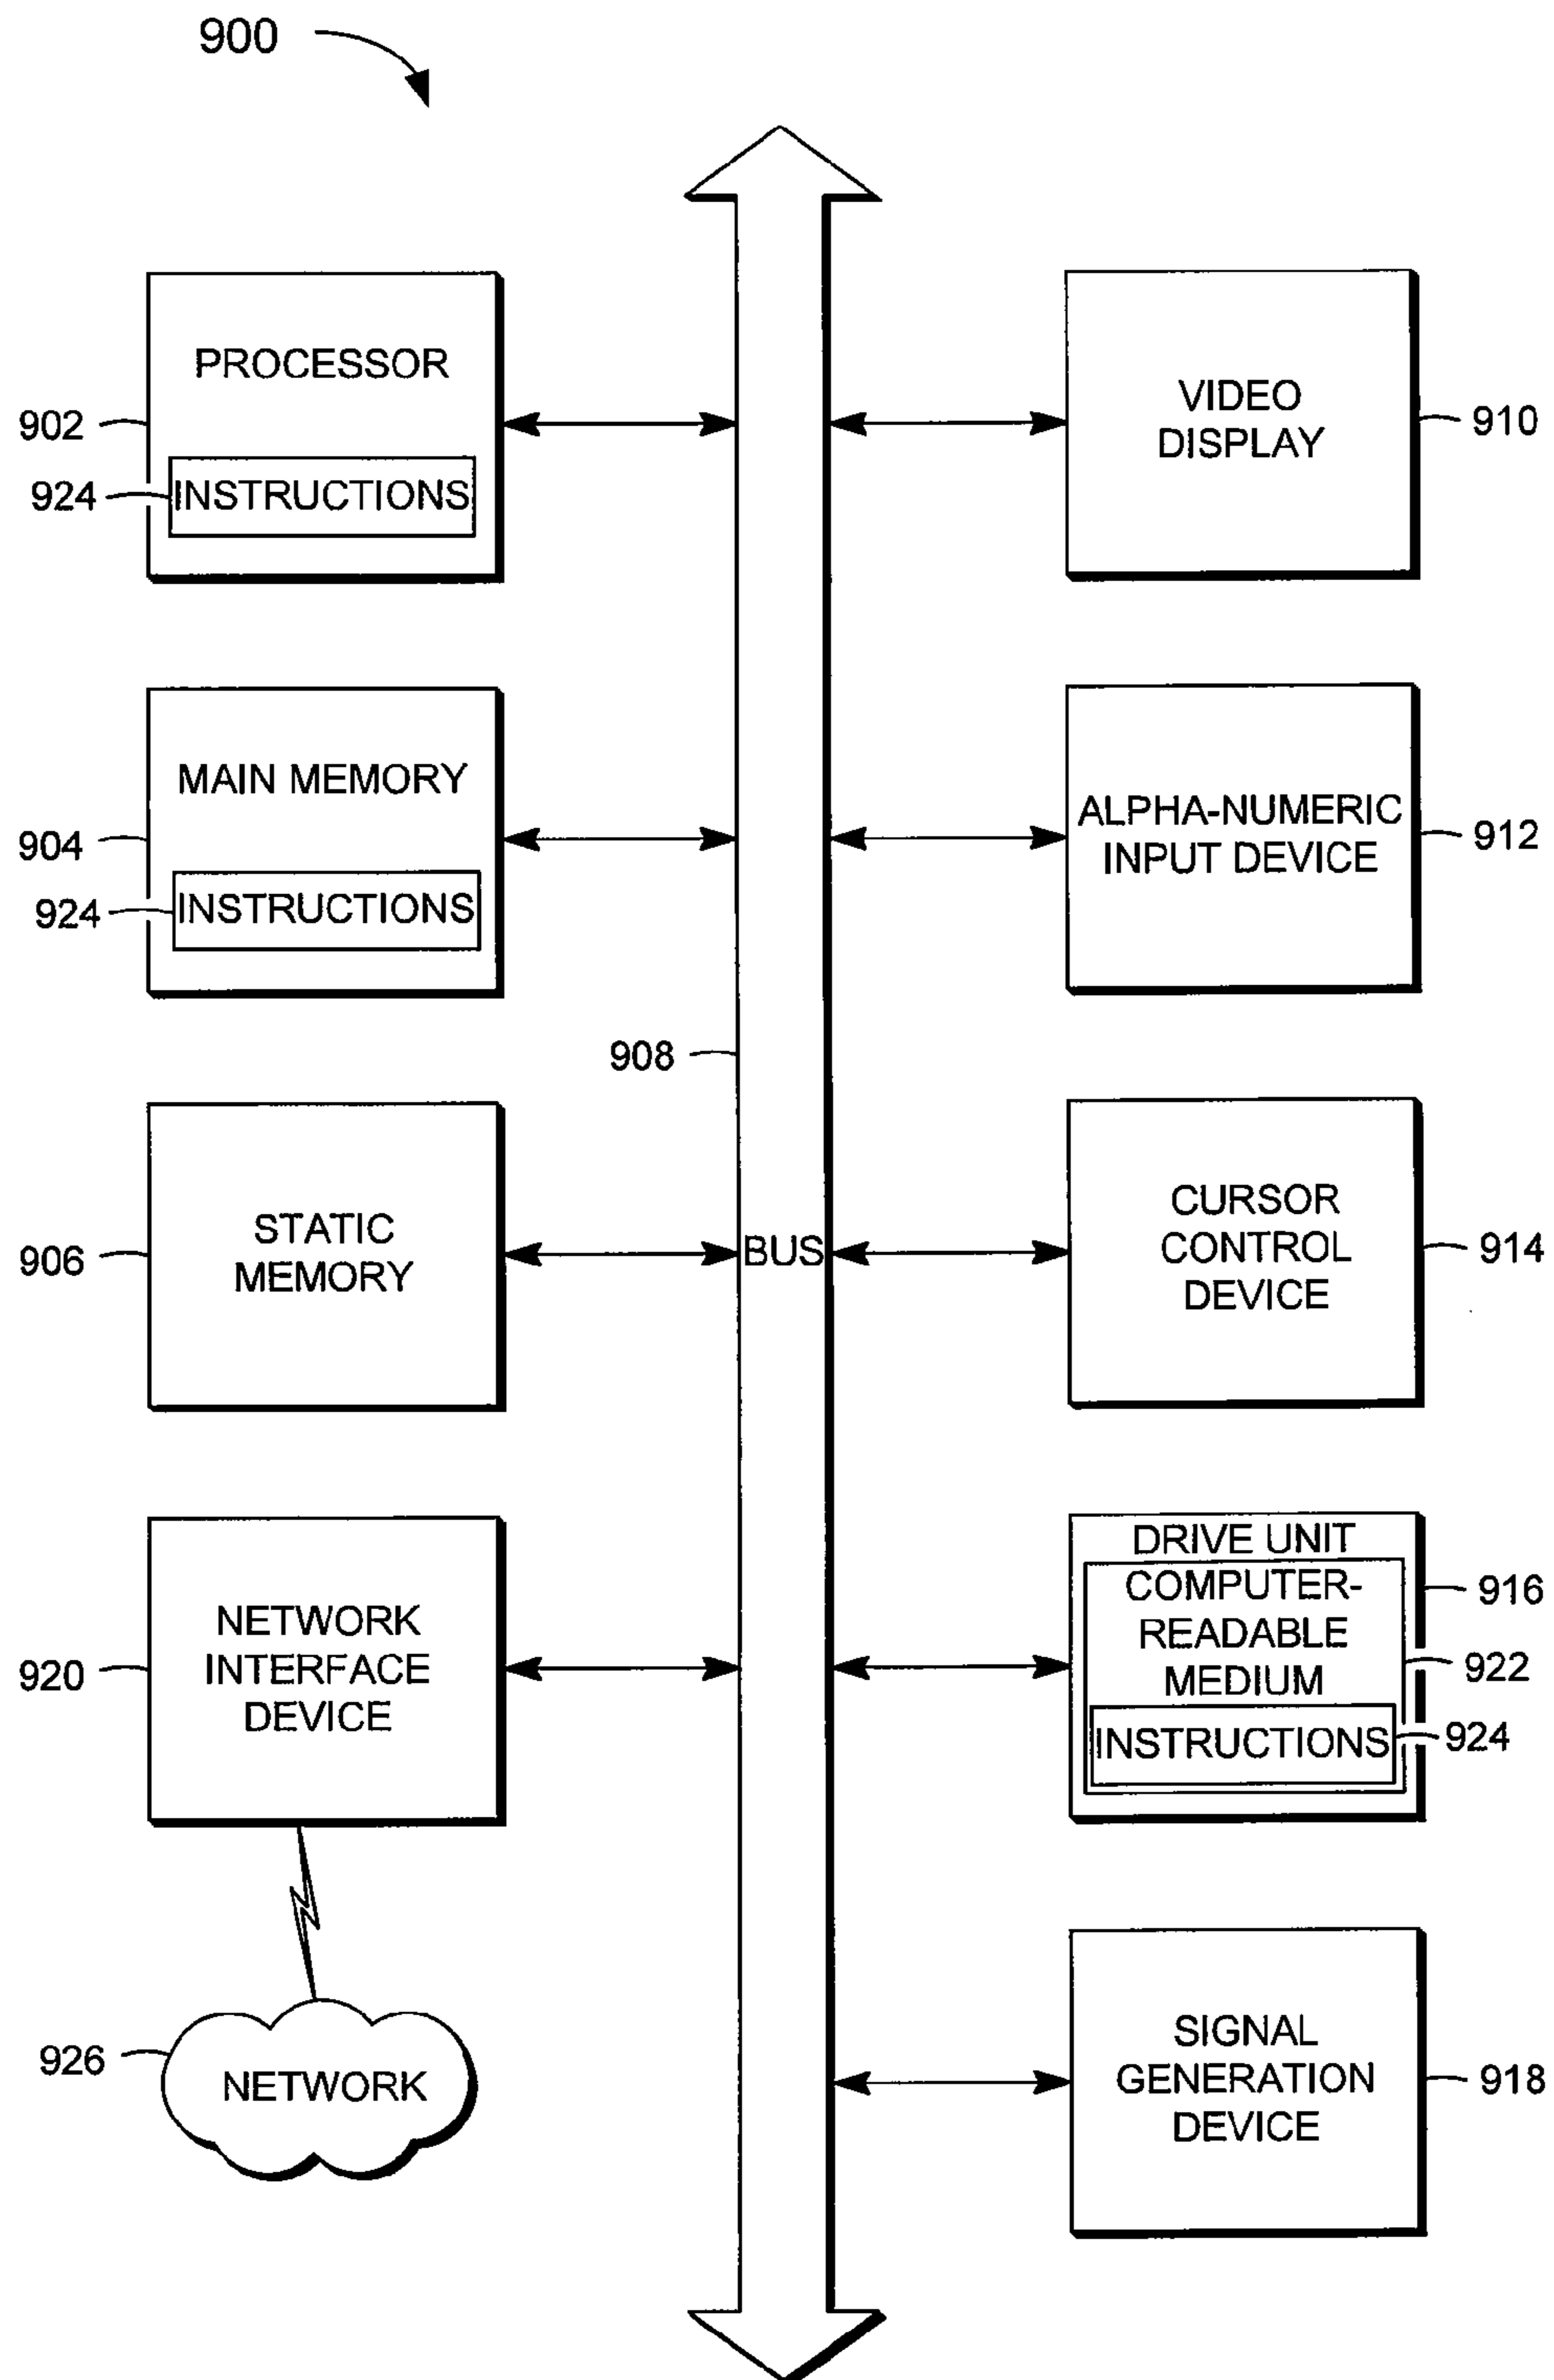 900
PROCESSOR
902
924
INSTRUCTIONS
MAIN MEMORY
904
924
INSTRUCTIONS
908
STATIC
MEMORY
906
BUS
NETWORK
INTERFACE
DEVICE
920
926
NETWORK
VIDEO
DISPLAY
910
ALPHA-NUMERIC
INPUT DEVICE
912
CURSOR
CONTROL
DEVICE
914
DRIVE UNIT
COMPUTER-
READABLE
MEDIUM
916
922
INSTRUCTIONS
924
SIGNAL
GENERATION
DEVICE
918